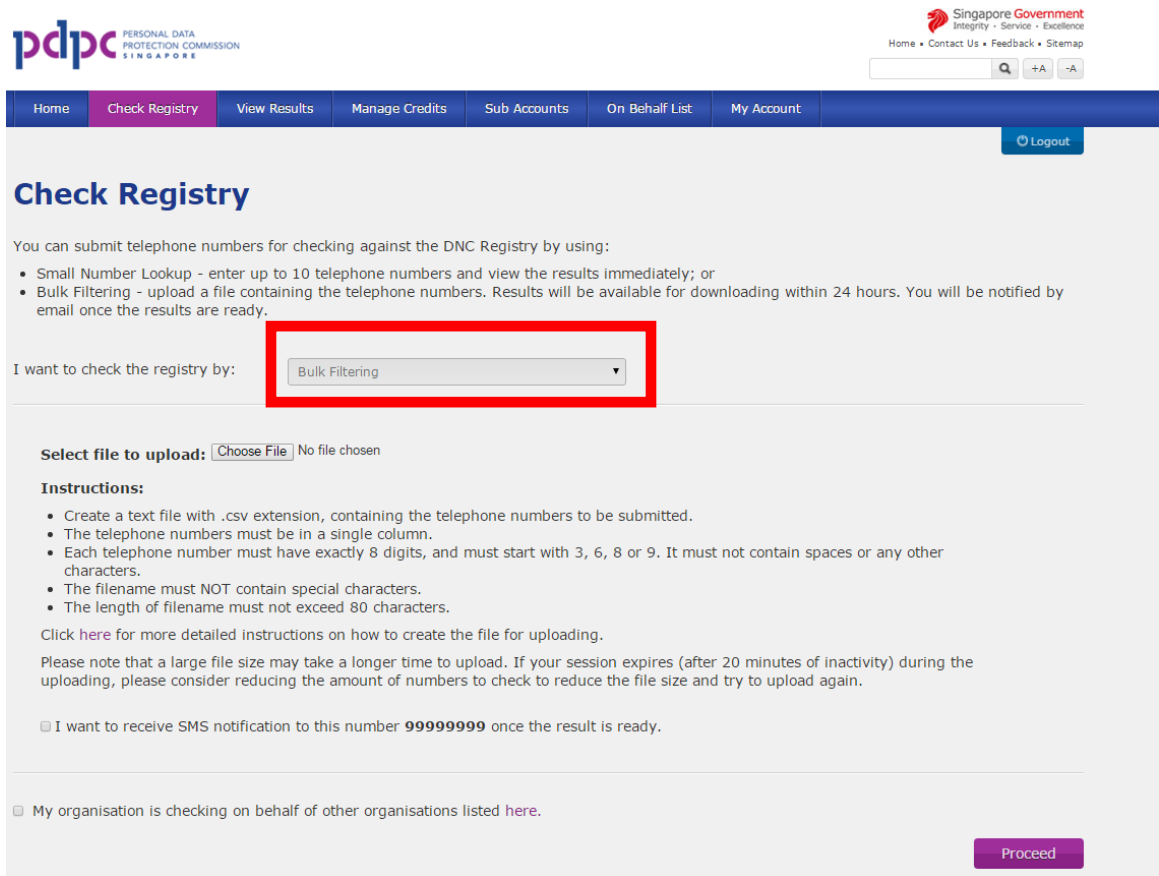 pdpc PERSONAL DATA
PROTECTION COMMISSION
SINGAPORE
Singapore Government
Integrity · Service · Excellence
Home ▪ Contact Us ▪ Feedback ▪ Sitemap
+A -A
Home Check Registry View Results Manage Credits Sub Accounts On Behalf List My Account
Logout
Check Registry
You can submit telephone numbers for checking against the DNC Registry by using:
• Small Number Lookup - enter up to 10 telephone numbers and view the results immediately; or
• Bulk Filtering - upload a file containing the telephone numbers. Results will be available for downloading within 24 hours. You will be notified by
email once the results are ready.
I want to check the registry by: Bulk Filtering
Select file to upload: Choose File No file chosen
Instructions:
• Create a text file with .csv extension, containing the telephone numbers to be submitted.
• The telephone numbers must be in a single column.
• Each telephone number must have exactly 8 digits, and must start with 3, 6, 8 or 9. It must not contain spaces or any other
characters.
• The filename must NOT contain special characters.
• The length of filename must not exceed 80 characters.
Click here for more detailed instructions on how to create the file for uploading.
Please note that a large file size may take a longer time to upload. If your session expires (after 20 minutes of inactivity) during the
uploading, please consider reducing the amount of numbers to check to reduce the file size and try to upload again.
I want to receive SMS notification to this number 99999999 once the result is ready.
My organisation is checking on behalf of other organisations listed here.
Proceed